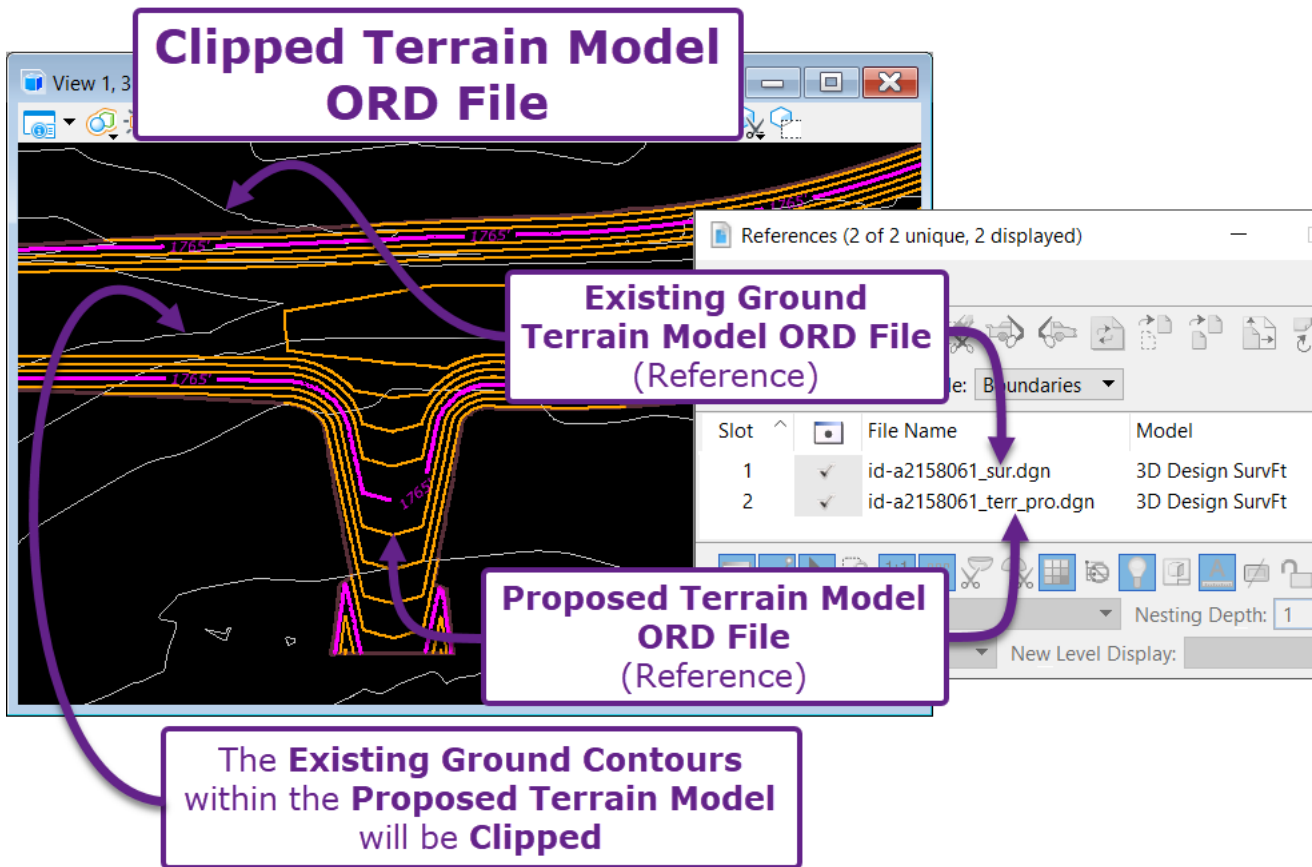 Clipped Terrain Model
ORD File
View 1, 3
1765'
1765'
1765'
1765'
1765'
References (2 of 2 unique, 2 displayed)
Existing Ground
Terrain Model ORD File
(Reference)
Boundaries
Slot File Name Model
1 id-a2158061_sur.dgn 3D Design SurvFt
2 id-a2158061_terr_pro.dgn 3D Design SurvFt
Proposed Terrain Model
ORD File
(Reference)
Nesting Depth: 1
New Level Display:
The Existing Ground Contours
within the Proposed Terrain Model
will be Clipped